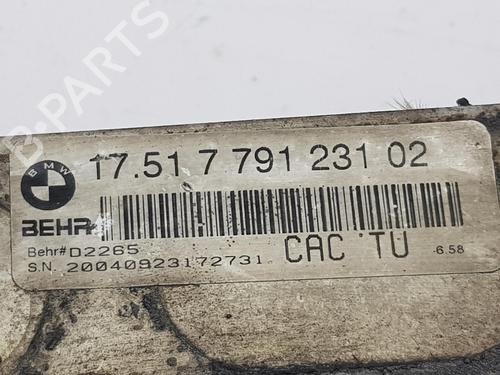 BMW
17.51 7 791 231 02
BEHR
Behr# D2265
CAC TU
-6.58
S.N. 20040923172731
B-PARTS